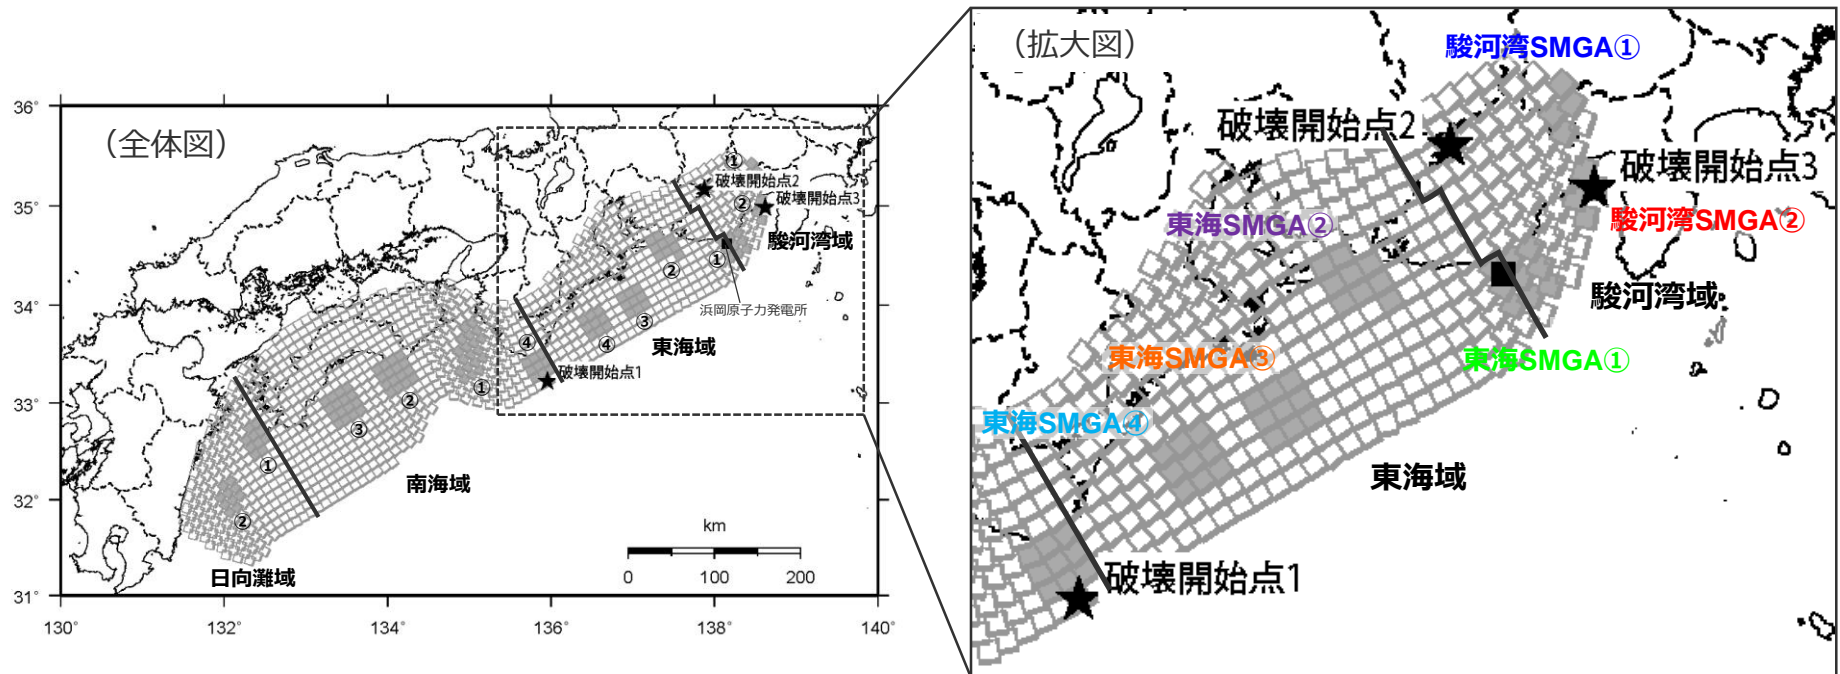 (全体図)
36°
35°
34°
33°
32°
31°
130°
132°
134°
136°
138°
140°
①
破壊開始点2
②
破壊開始点3
駿河湾域
①
②
浜岡原子力発電所
③
東海域
④
④
破壊開始点1
①
②
③
南海域
①
②
日向灘域
km
0
100
200
(拡大図)
駿河湾SMGA①
破壊開始点2
破壊開始点3
東海SMGA②
駿河湾SMGA②
駿河湾域
東海SMGA③
東海SMGA①
東海SMGA④
東海域
破壊開始点1